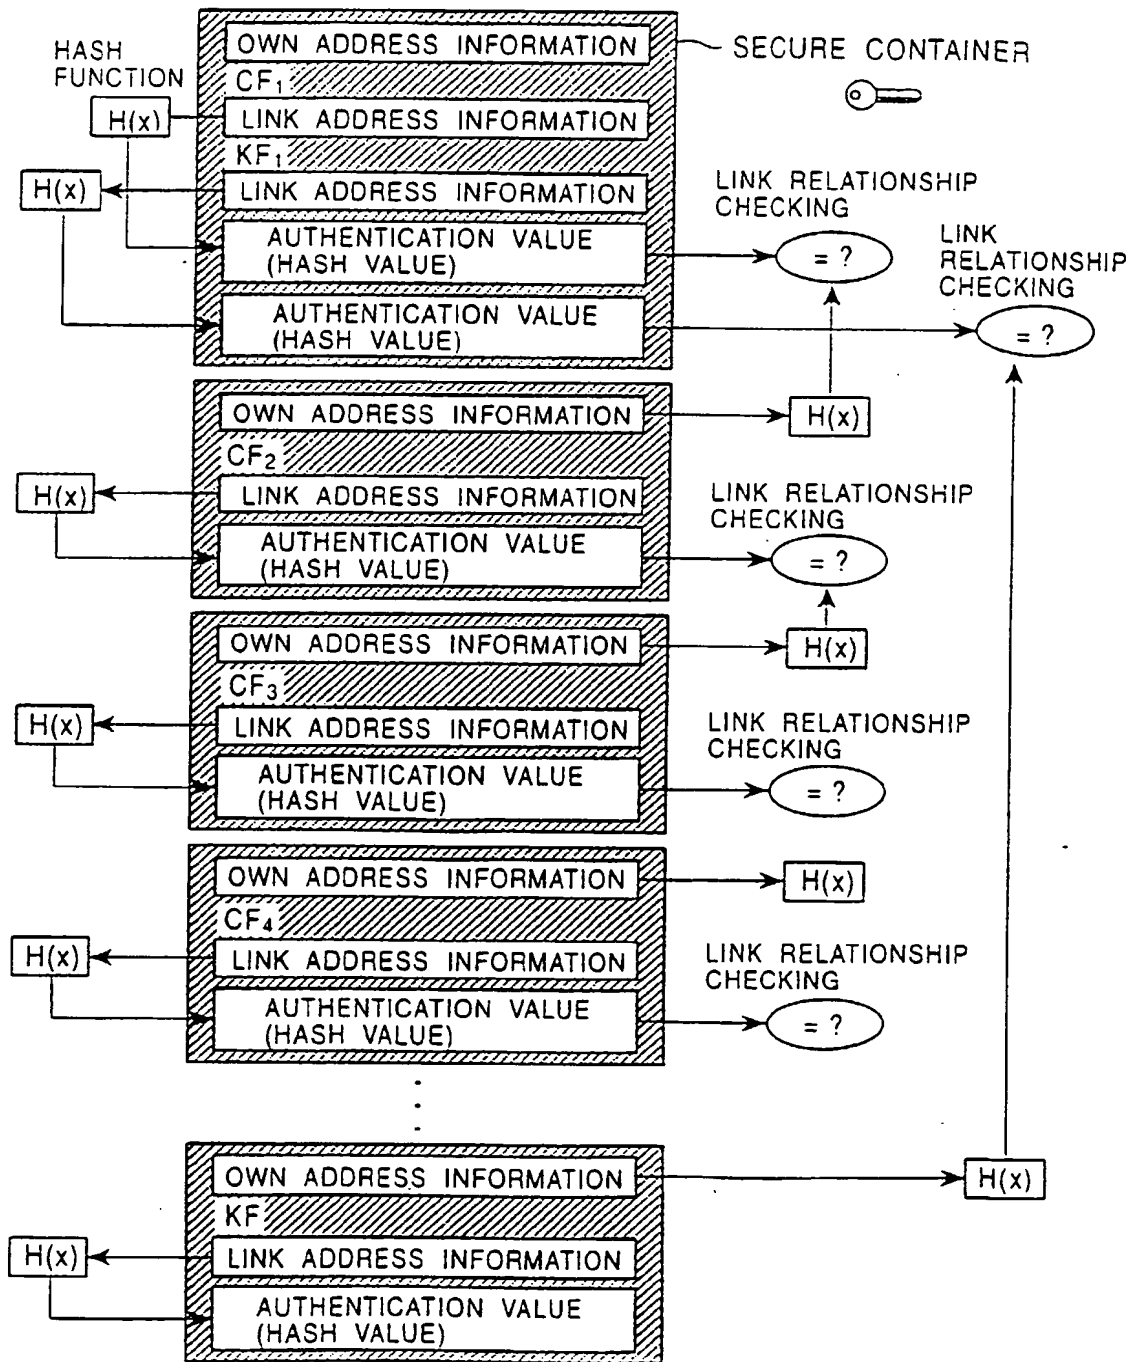 OWN ADDRESS INFORMATION
SECURE CONTAINER
HASH
FUNCTION
CF1
H(x)
LINK ADDRESS INFORMATION
KF1
H(x)
LINK ADDRESS INFORMATION
LINK RELATIONSHIP
CHECKING
AUTHENTICATION VALUE
(HASH VALUE)
= ?
LINK
RELATIONSHIP
CHECKING
AUTHENTICATION VALUE
(HASH VALUE)
= ?
OWN ADDRESS INFORMATION
H(x)
CF2
H(x)
LINK ADDRESS INFORMATION
LINK RELATIONSHIP
CHECKING
AUTHENTICATION VALUE
(HASH VALUE)
= ?
OWN ADDRESS INFORMATION
H(x)
CF3
H(x)
LINK ADDRESS INFORMATION
LINK RELATIONSHIP
CHECKING
AUTHENTICATION VALUE
(HASH VALUE)
= ?
OWN ADDRESS INFORMATION
H(x)
CF4
H(x)
LINK ADDRESS INFORMATION
LINK RELATIONSHIP
CHECKING
AUTHENTICATION VALUE
(HASH VALUE)
= ?
OWN ADDRESS INFORMATION
H(x)
KF
H(x)
LINK ADDRESS INFORMATION
AUTHENTICATION VALUE
(HASH VALUE)